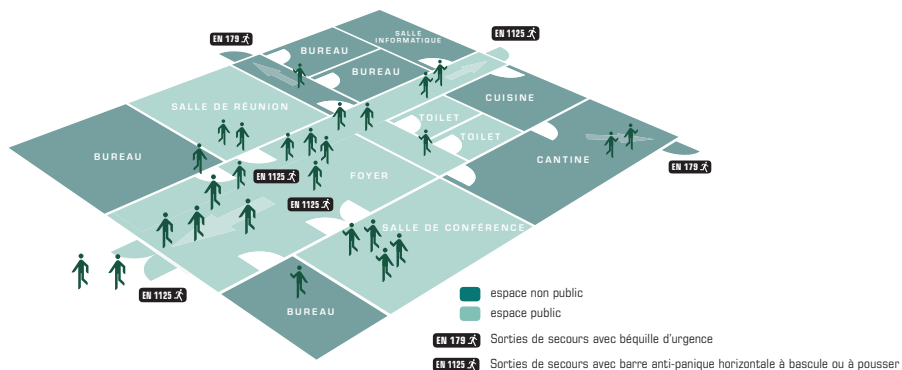 SALLE
INFORMATIQUE
EN 179
EN 1125
BUREAU
BUREAU
CUISINE
SALLE DE RÉUNION
TOILET
TOILET
BUREAU
CANTINE
EN 179
EN 1125
FOYER
EN 1125
SALLE DE CONFÉRENCE
EN 1125
BUREAU
espace non public
espace public
EN 179 Sorties de secours avec béquille d'urgence
EN 1125 Sorties de secours avec barre anti-panique horizontale à bascule ou à pousser